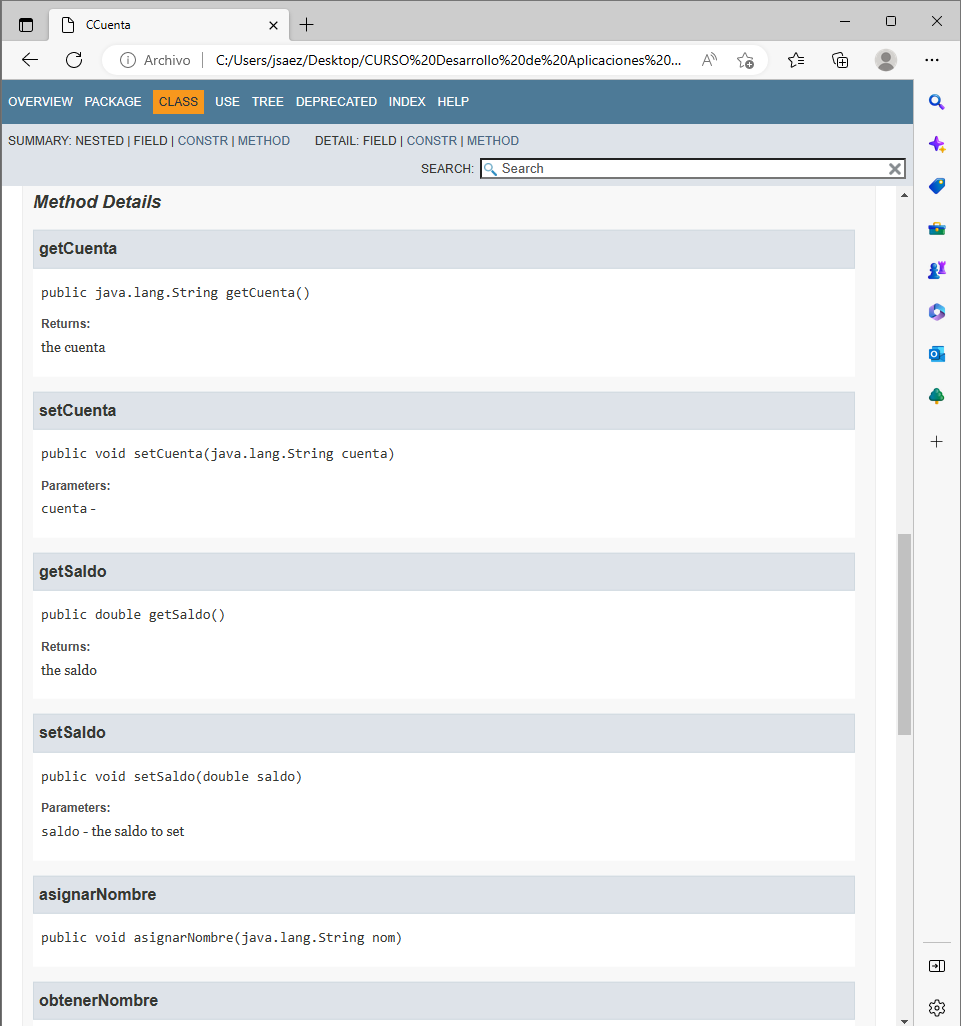 CCuenta
Archivo C:/Users/jsaez/Desktop/CURSO%20Desarrollo%20de%20Aplicaciones%20...
OVERVIEW PACKAGE CLASS USE TREE DEPRECATED INDEX HELP
SUMMARY: NESTED | FIELD | CONSTR | METHOD DETAIL: FIELD | CONSTR | METHOD
SEARCH: Search
Method Details
getCuenta
public java.lang.String getCuenta()
Returns:
the cuenta
setCuenta
public void setCuenta(java.lang.String cuenta)
Parameters:
cuenta -
getSaldo
public double getSaldo()
Returns:
the saldo
setSaldo
public void setSaldo(double saldo)
Parameters:
saldo - the saldo to set
asignarNombre
public void asignarNombre(java.lang.String nom)
obtenerNombre